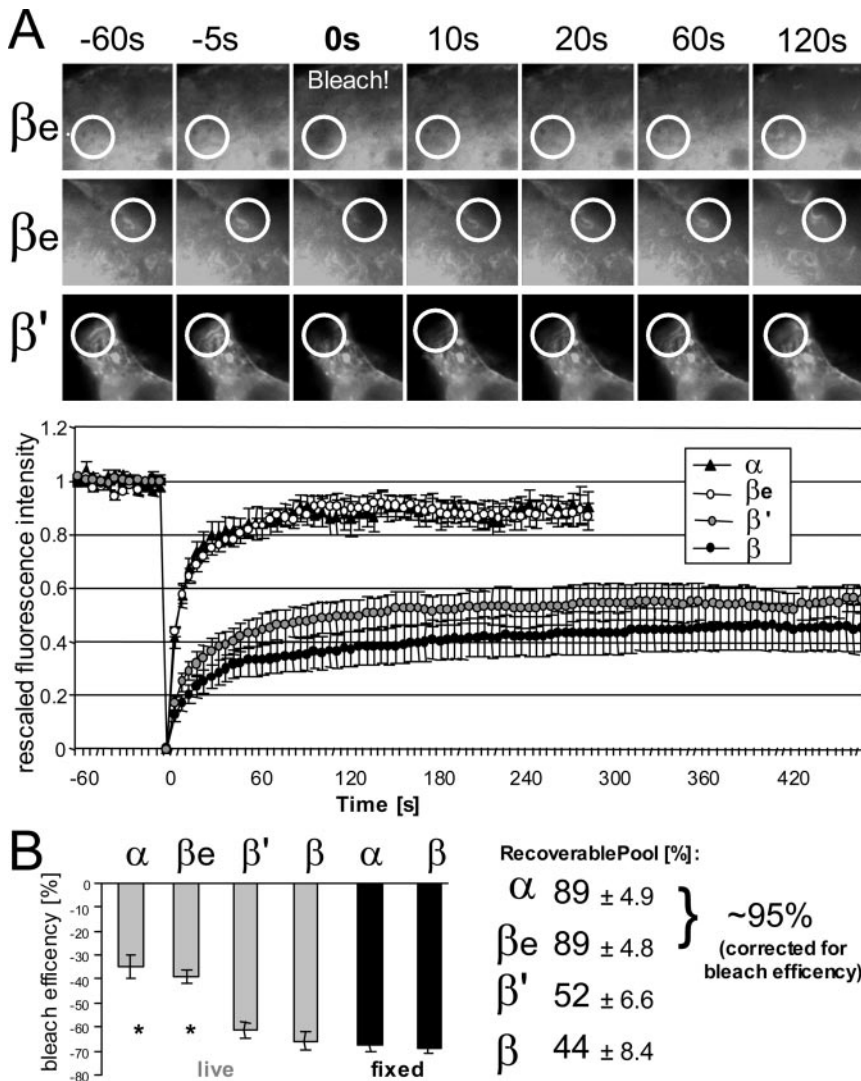 A
-60s -5s 0s 10s 20s 60s 120s
Bleach!
βe
βe
β'
rescaled fluorescence intensity
1.2
1
0.8
0.6
0.4
0.2
0
α
βe
β'
β
-60 0 60 120 180 240 300 360 420
Time [s]
B
α βe β' β α β
bleach efficency [%]
0
-10
-20
-30
-40
-50
-60
-70
-80
* *
live fixed
RecoverablePool [%]:
α 89 ± 4.9
βe 89 ± 4.8
β' 52 ± 6.6
β 44 ± 8.4
} ~95%
(corrected for
bleach efficency)